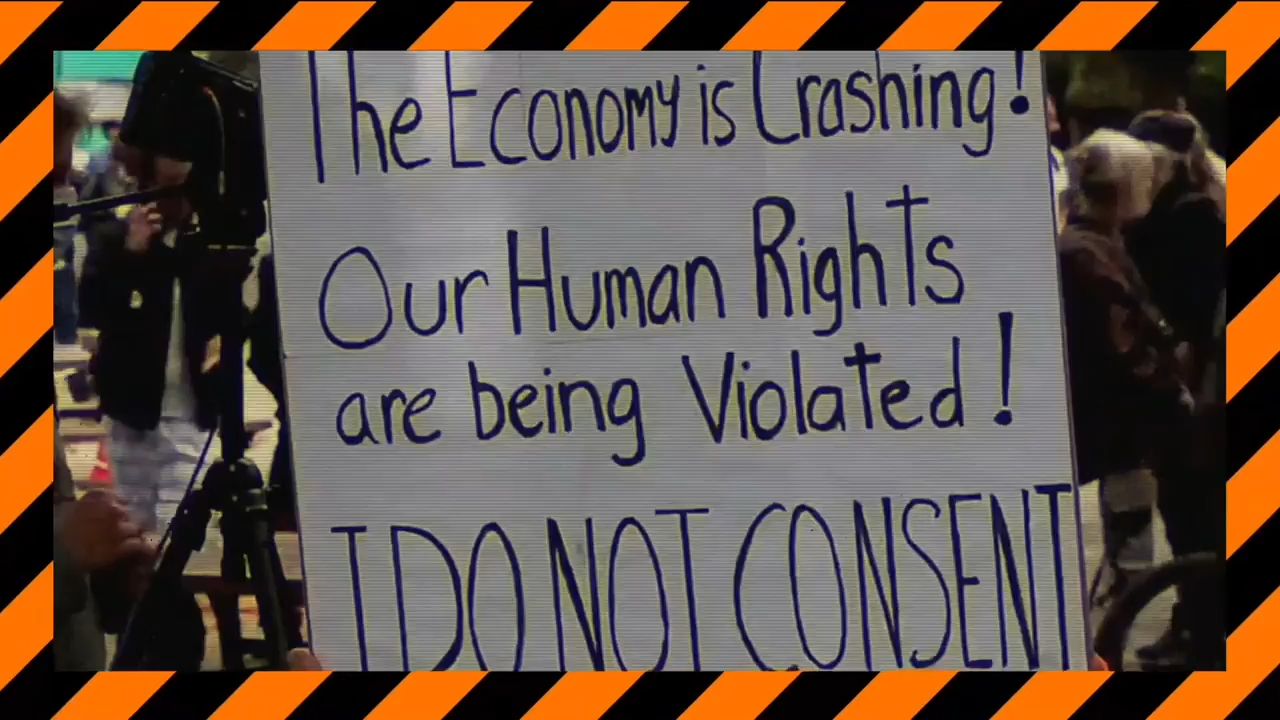 The Economy is Crashing!
Our Human Rights
are being Violated!
I DO NOT CONSENT